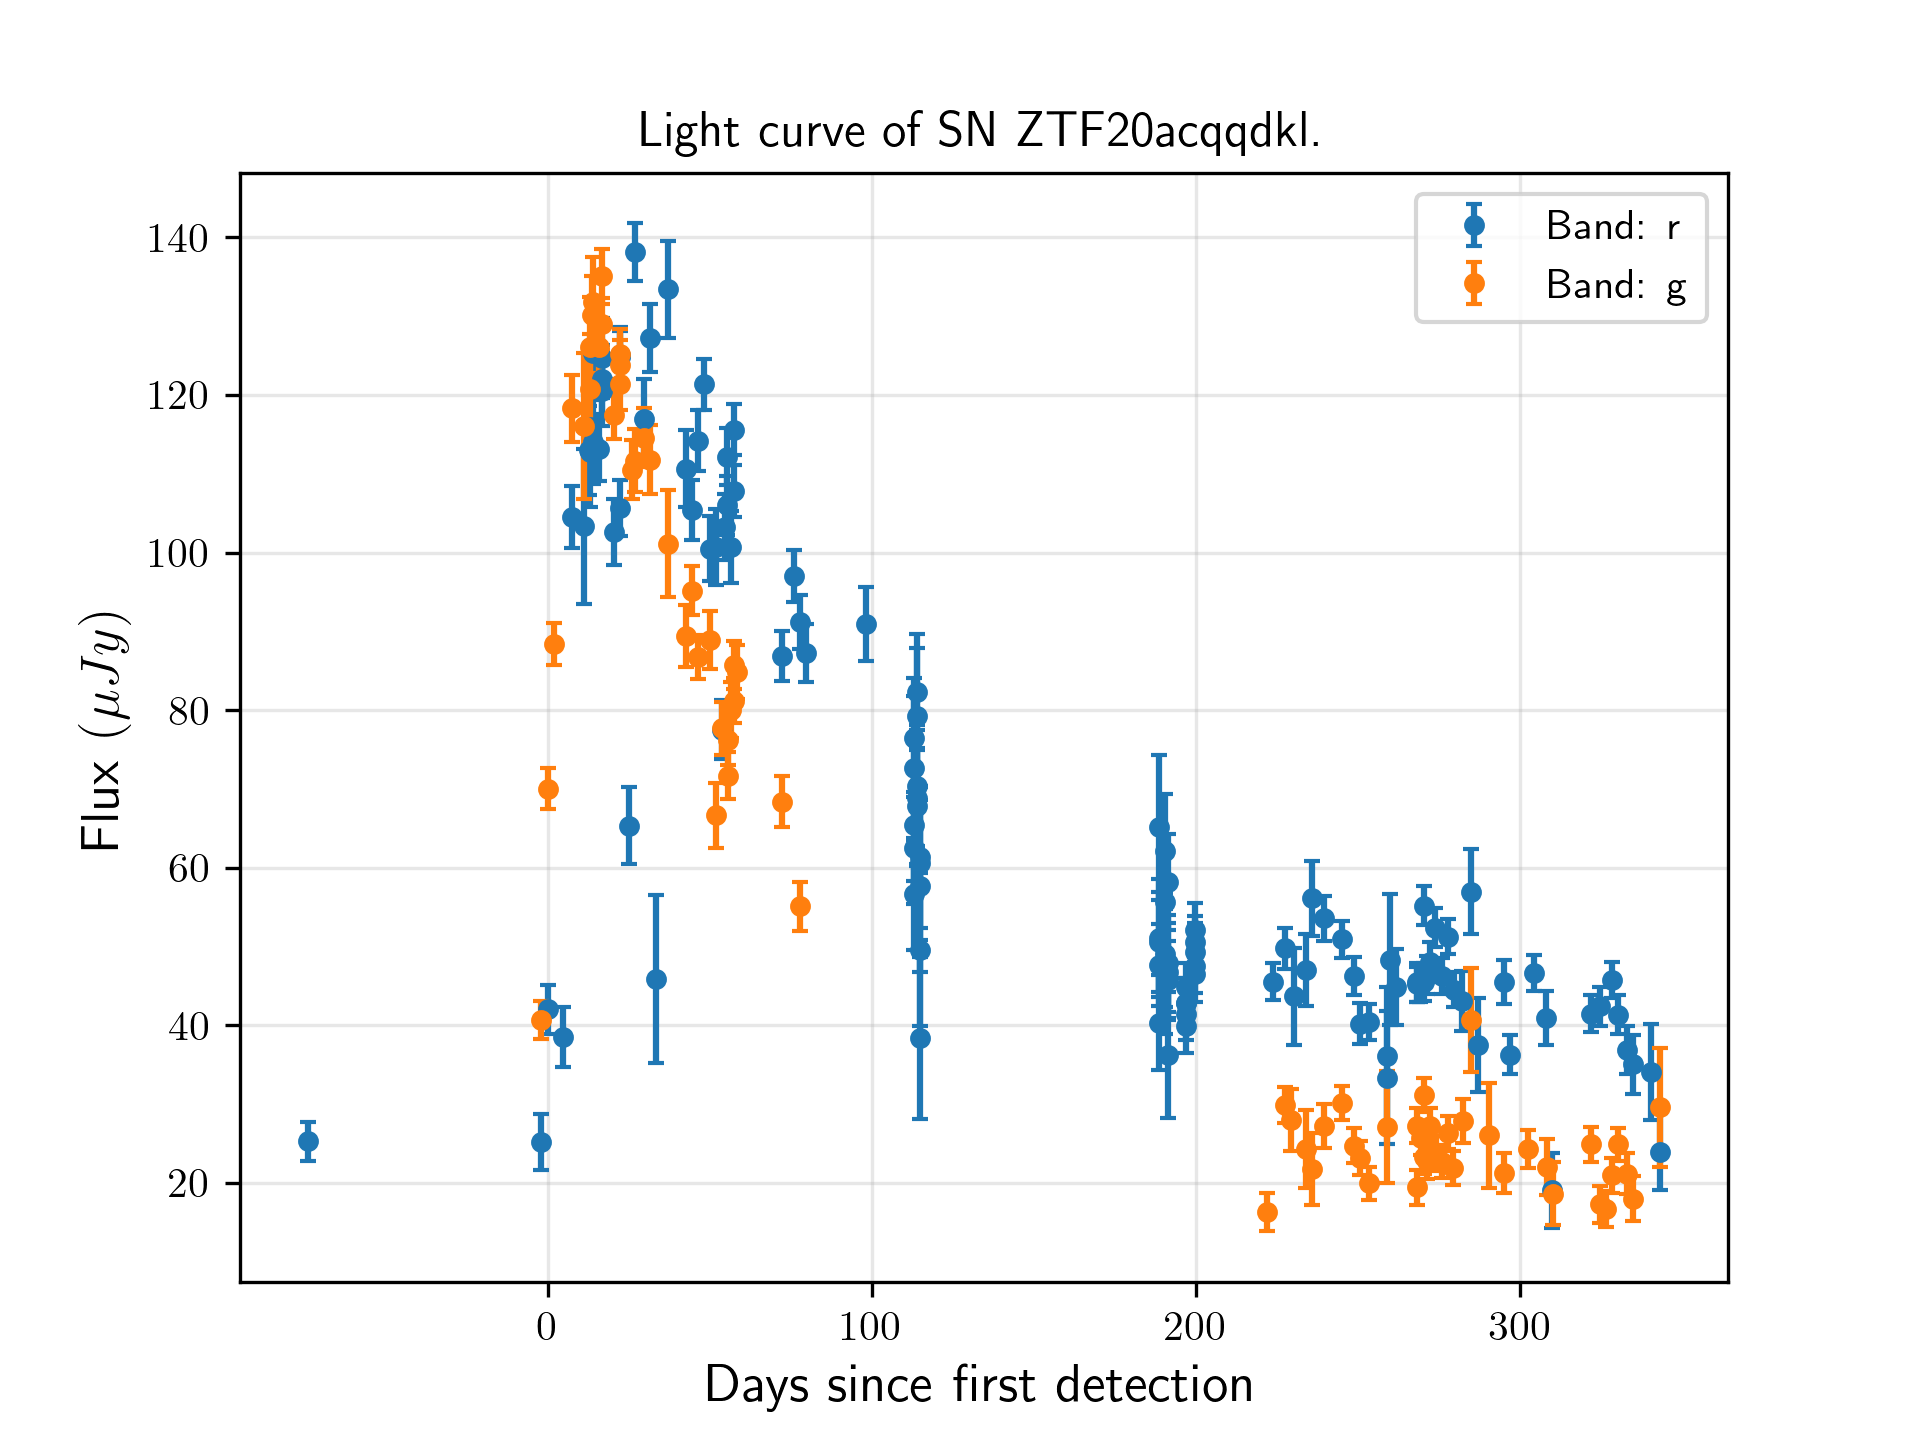 Light curve of SN ZTF20acqqdkl.
Band: r
Band: g
140
120
100
80
60
40
20
Flux (μJy)
0 100 200 300
Days since first detection